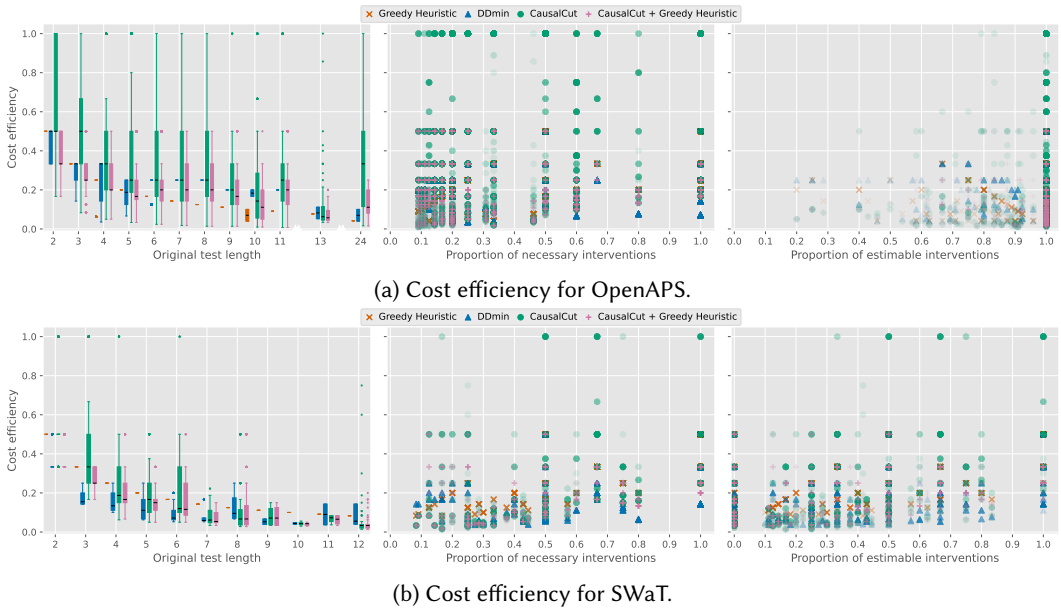 Greedy Heuristic DDmin CausalCut CausalCut + Greedy Heuristic
Cost efficiency
1.0
0.8
0.6
0.4
0.2
0.0
2 3 4 5 6 7 8 9 10 11 13 24
Original test length
0.1 0.2 0.3 0.4 0.5 0.6 0.7 0.8 0.9 1.0
Proportion of necessary interventions
0.0 0.1 0.2 0.3 0.4 0.5 0.6 0.7 0.8 0.9 1.0
Proportion of estimable interventions
(a) Cost efficiency for OpenAPS.
Greedy Heuristic DDmin CausalCut CausalCut + Greedy Heuristic
Cost efficiency
1.0
0.8
0.6
0.4
0.2
0.0
2 3 4 5 6 7 8 9 10 11 12
Original test length
0.1 0.2 0.3 0.4 0.5 0.6 0.7 0.8 0.9 1.0
Proportion of necessary interventions
0.0 0.1 0.2 0.3 0.4 0.5 0.6 0.7 0.8 0.9 1.0
Proportion of estimable interventions
(b) Cost efficiency for SWaT.